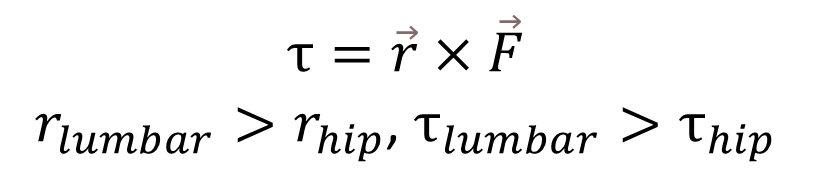 τ = r⃗ × F⃗
r_lumbar > r_hip, τ_lumbar > τ_hip